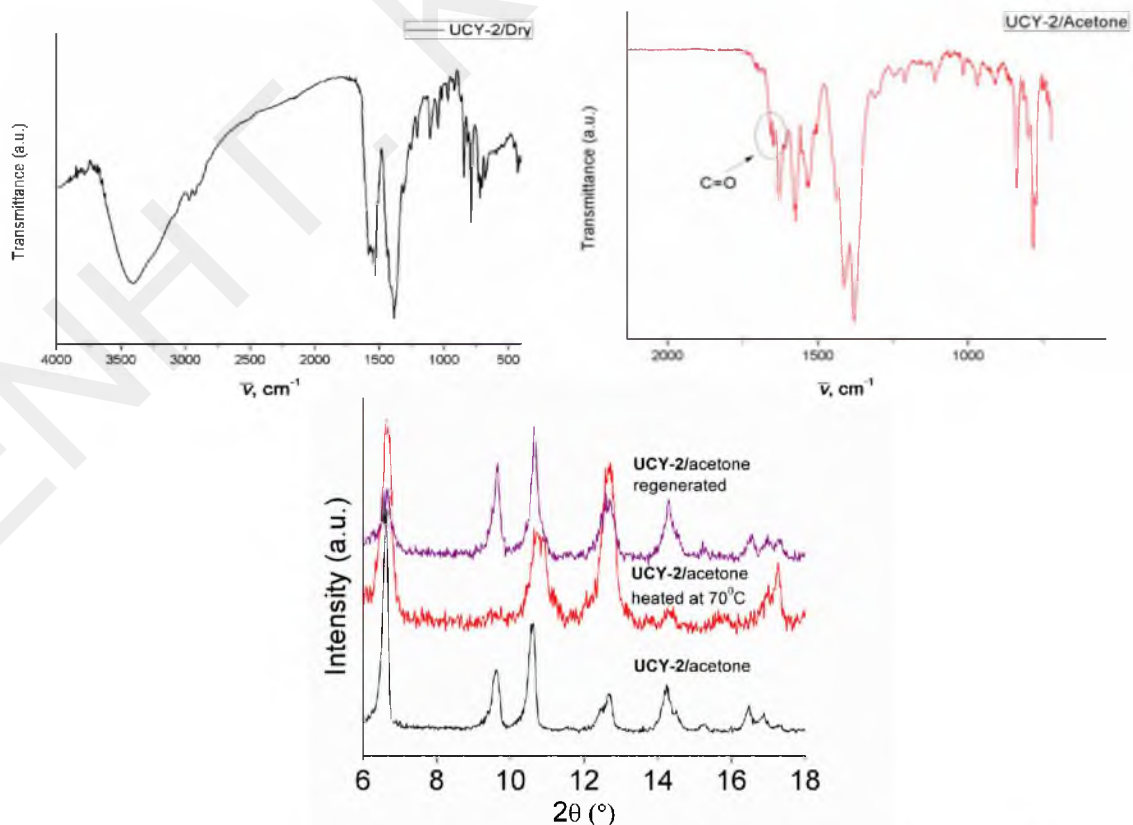 UCY-2/Dry
Transmittance (a.u.)
4000 3500 3000 2500 2000 1500 1000 500
ν̅, cm⁻¹
UCY-2/Acetone
Transmittance (a.u.)
C=O
2000 1500 1000
ν̅, cm⁻¹
UCY-2/acetone
regenerated
UCY-2/acetone
heated at 70⁰C
UCY-2/acetone
Intensity (a.u.)
6 8 10 12 14 16 18
2θ (°)